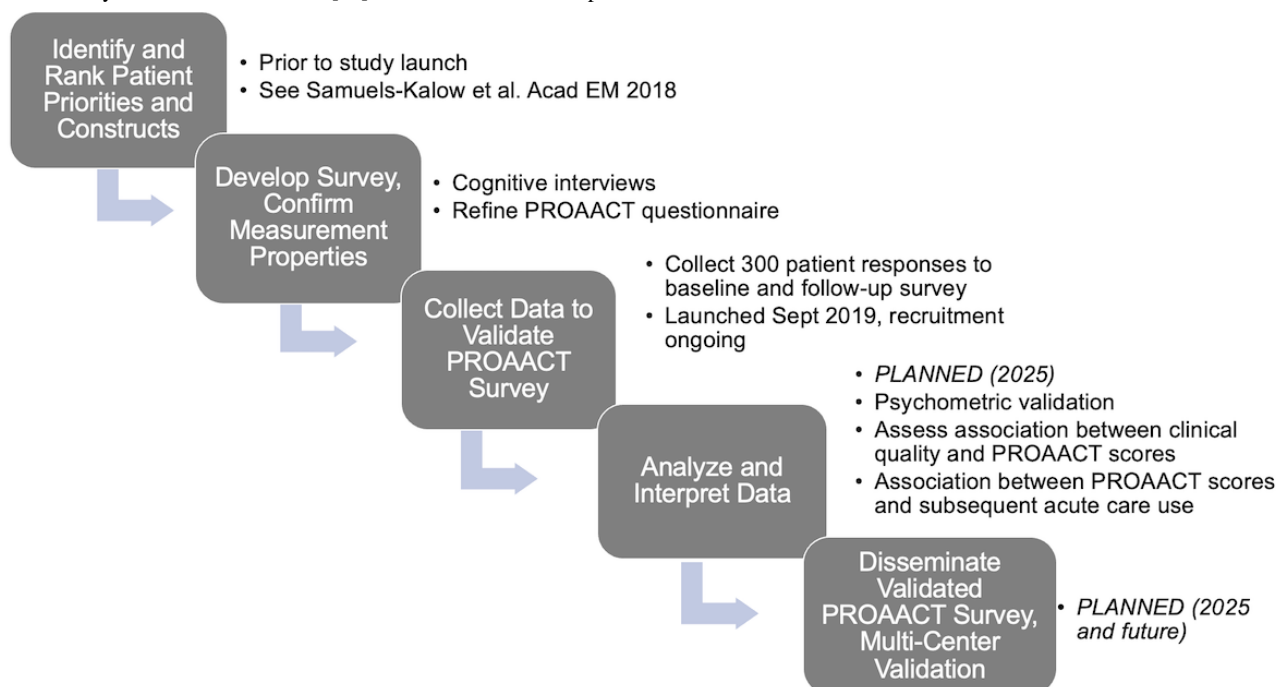 Identify and
Rank Patient
Priorities and
Constructs
• Prior to study launch
• See Samuels-Kalow et al. Acad EM 2018
Develop Survey,
Confirm
Measurement
Properties
• Cognitive interviews
• Refine PROAACT questionnaire
Collect Data to
Validate
PROAACT
Survey
• Collect 300 patient responses to
baseline and follow-up survey
• Launched Sept 2019, recruitment
ongoing
Analyze and
Interpret Data
• PLANNED (2025)
• Psychometric validation
• Assess association between clinical
quality and PROAACT scores
• Association between PROAACT scores
and subsequent acute care use
Disseminate
Validated
PROAACT Survey,
Multi-Center
Validation
• PLANNED (2025
and future)